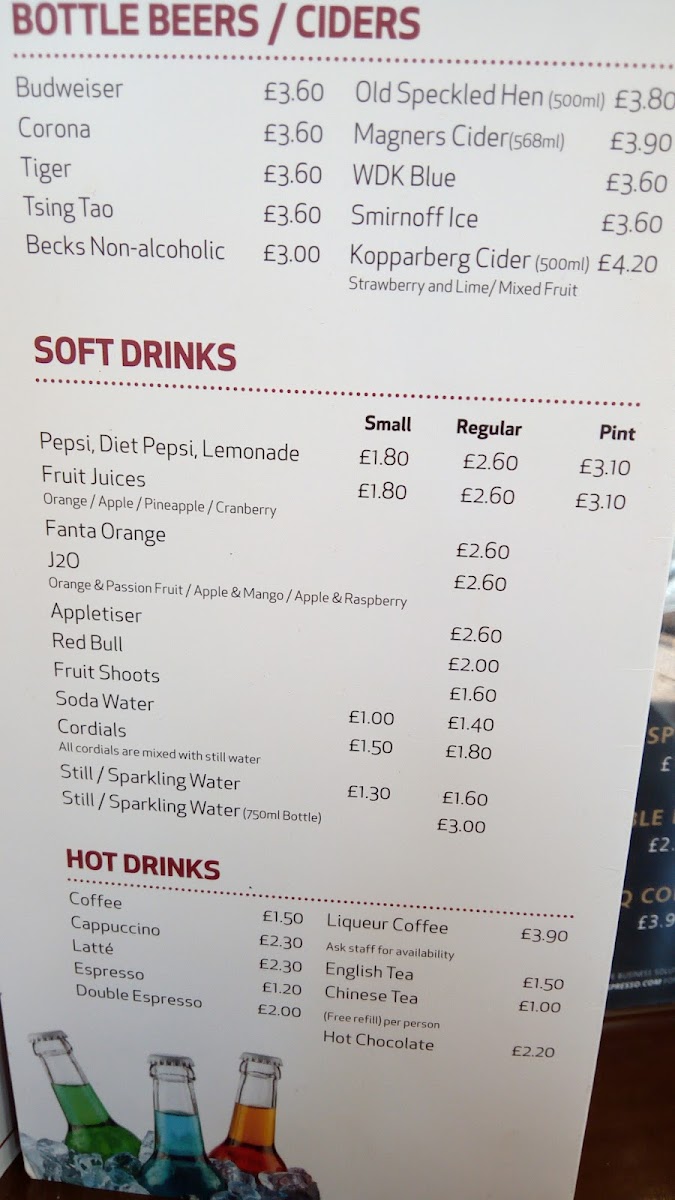 BOTTLE BEERS / CIDERS
Budweiser £3.60 Old Speckled Hen (500ml) £3.80
Corona £3.60 Magners Cider(568ml) £3.90
Tiger £3.60 WDK Blue £3.60
Tsing Tao £3.60 Smirnoff Ice £3.60
Becks Non-alcoholic £3.00 Kopparberg Cider (500ml) £4.20
Strawberry and Lime/ Mixed Fruit
SOFT DRINKS
Small Regular Pint
Pepsi, Diet Pepsi, Lemonade £1.80 £2.60 £3.10
Fruit Juices £1.80 £2.60 £3.10
Orange / Apple / Pineapple / Cranberry
Fanta Orange £2.60
J2O £2.60
Orange & Passion Fruit / Apple & Mango / Apple & Raspberry
Appletiser £2.60
Red Bull £2.00
Fruit Shoots £1.60
Soda Water £1.00 £1.40
Cordials £1.50 £1.80
All cordials are mixed with still water
Still / Sparkling Water £1.30 £1.60
Still / Sparkling Water (750ml Bottle) £3.00
HOT DRINKS
Coffee £1.50 Liqueur Coffee £3.90
Cappuccino £2.30 Ask staff for availability
Latté £2.30 English Tea £1.50
Espresso £1.20 Chinese Tea £1.00
Double Espresso £2.00 (Free refill) per person
Hot Chocolate £2.20
SP
£
BLE
£2.
CO
£3.9